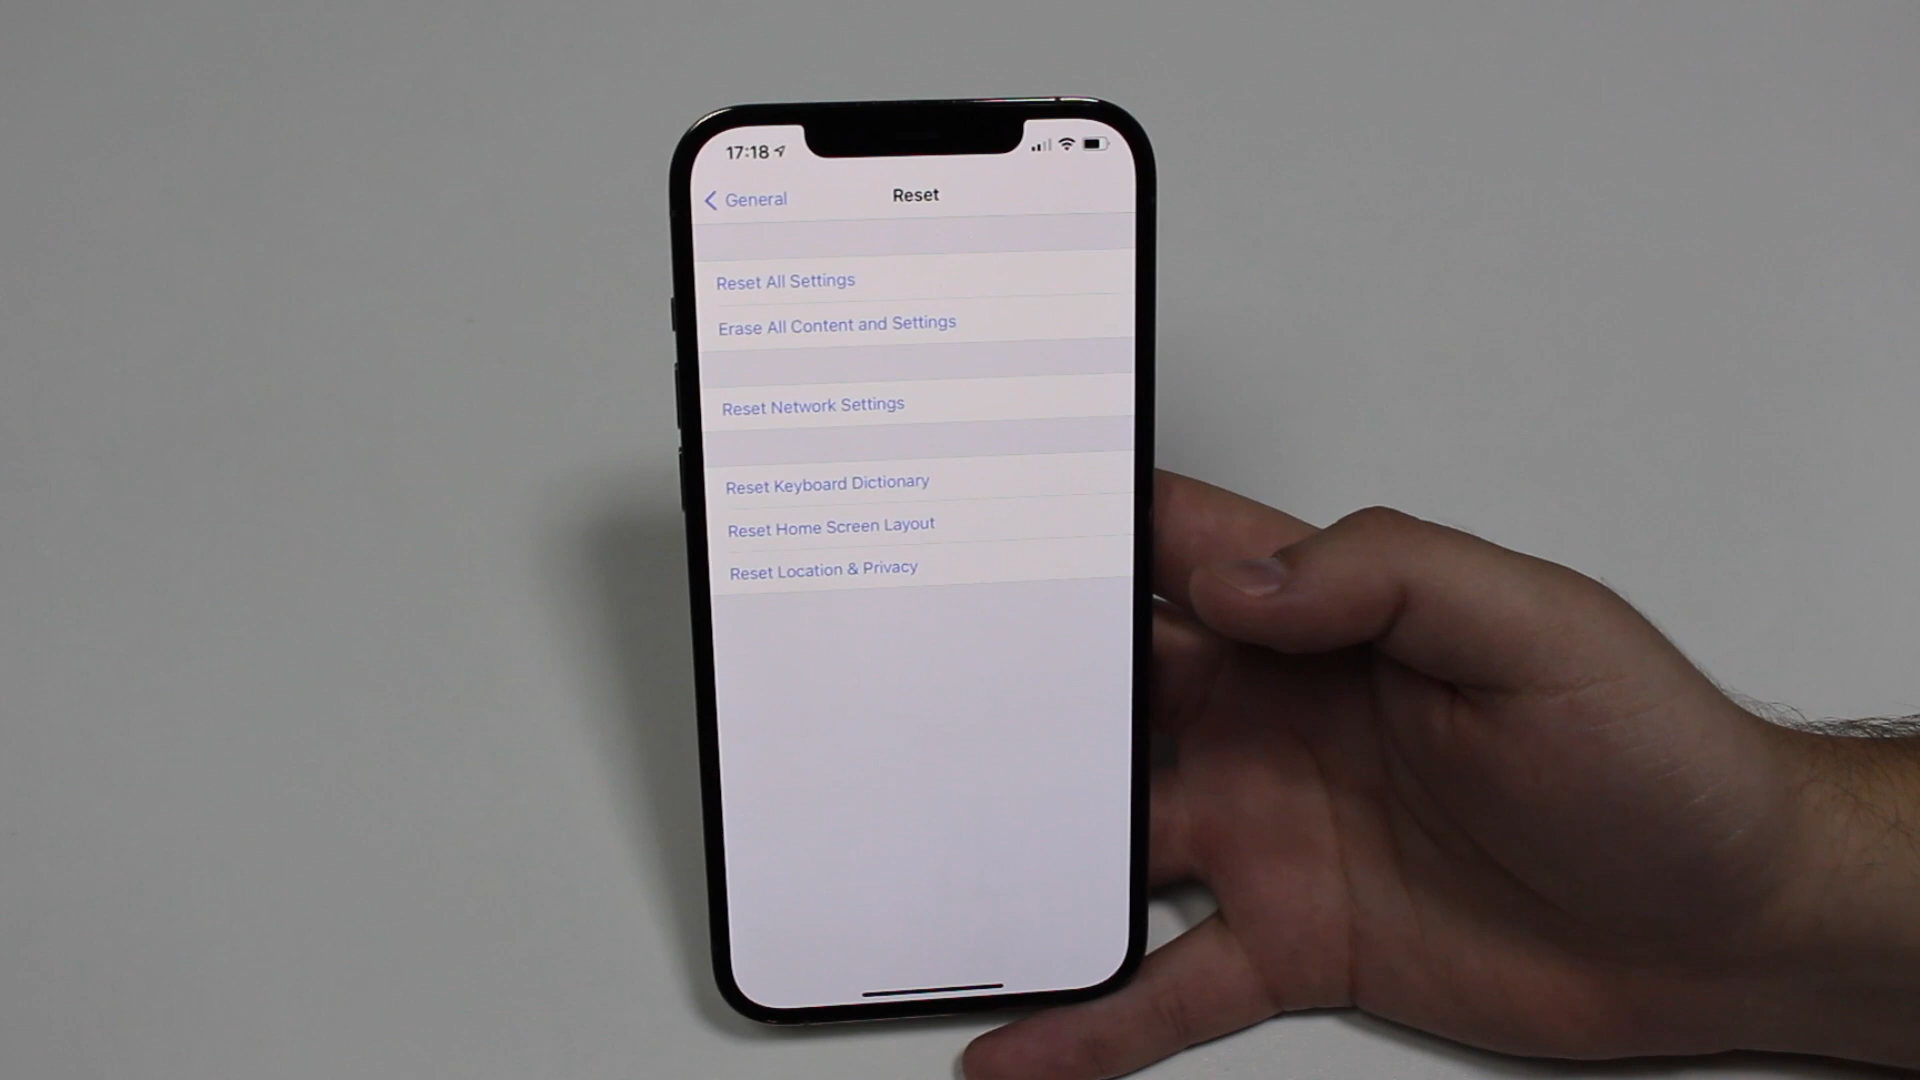 17:18
General
Reset
Reset All Settings
Erase All Content and Settings
Reset Network Settings
Reset Keyboard Dictionary
Reset Home Screen Layout
Reset Location & Privacy